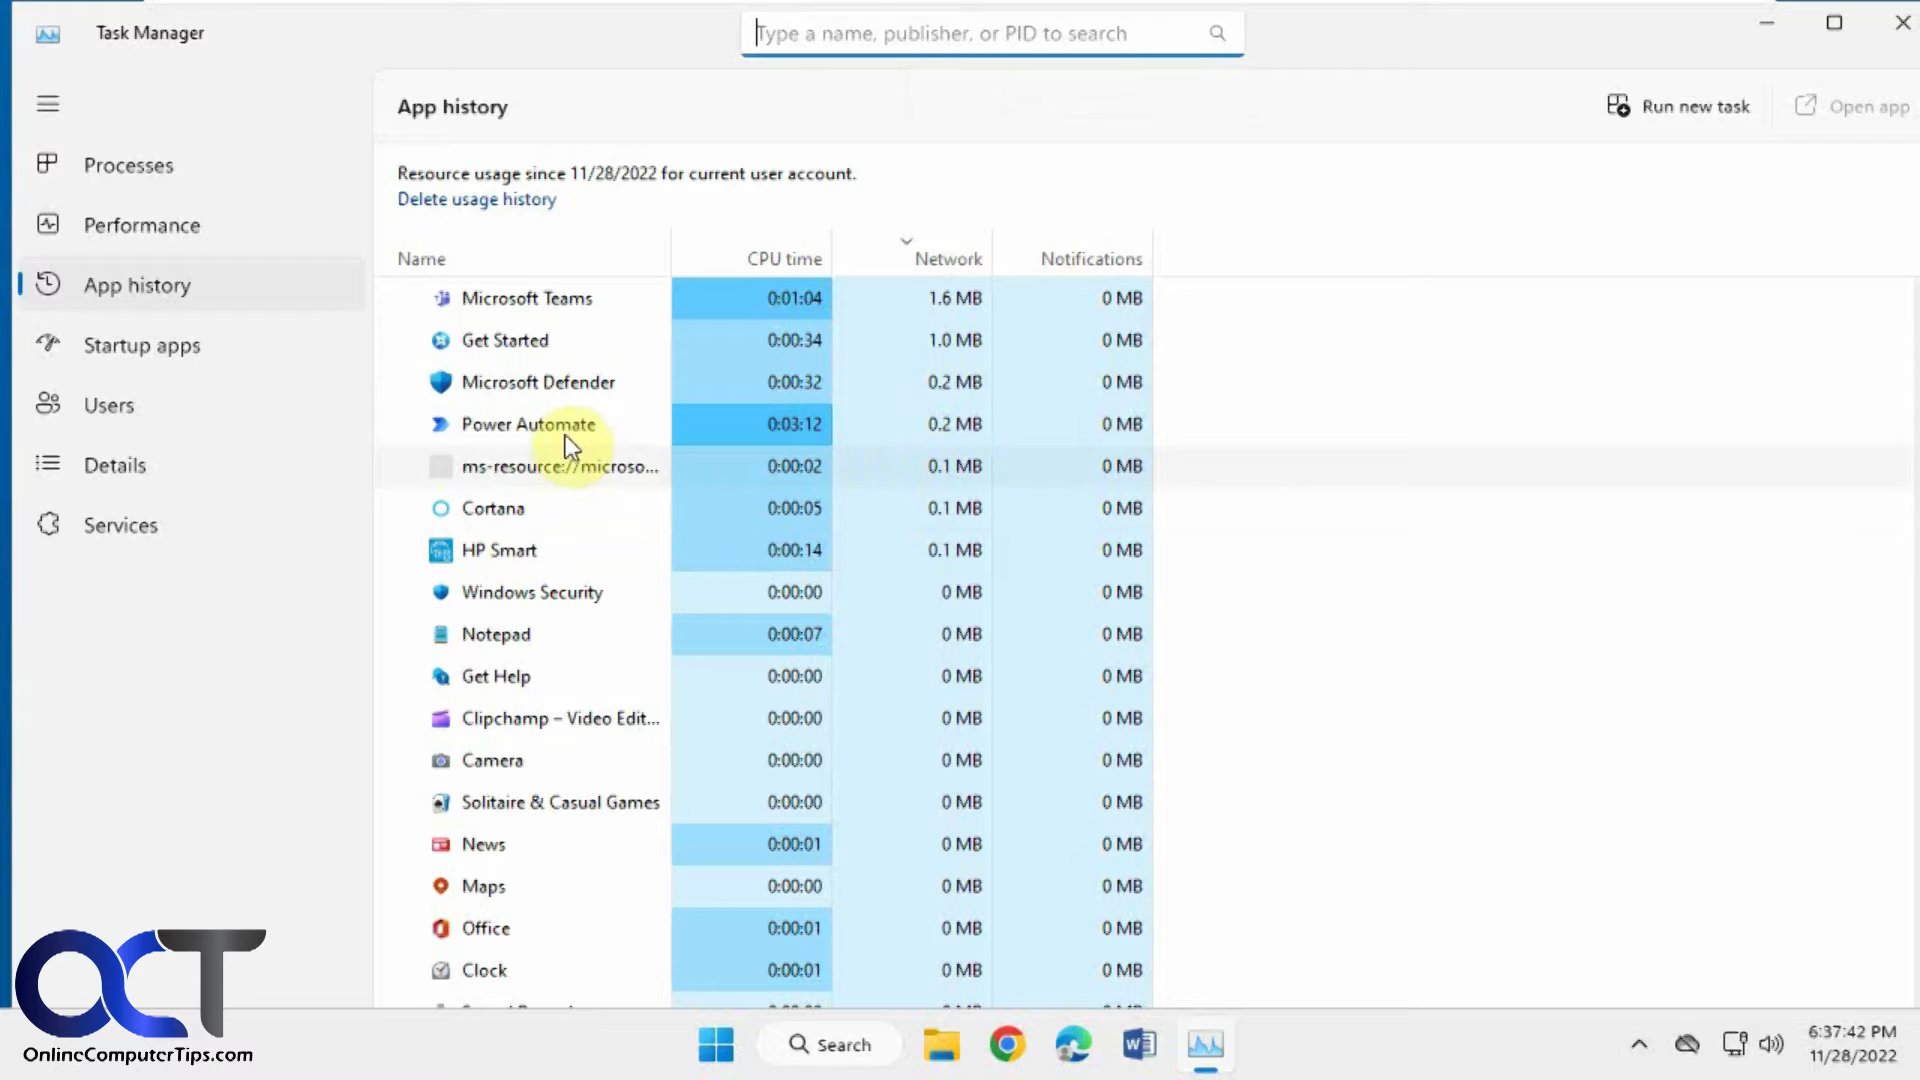 Task Manager
Type a name, publisher, or PID to search
App history
Run new task
Open app
Processes
Performance
App history
Startup apps
Users
Details
Services
Resource usage since 11/28/2022 for current user account.
Delete usage history
Name CPU time Network Notifications
Microsoft Teams 0:01:04 1.6 MB 0 MB
Get Started 0:00:34 1.0 MB 0 MB
Microsoft Defender 0:00:32 0.2 MB 0 MB
Power Automate 0:03:12 0.2 MB 0 MB
ms-resource://microso... 0:00:02 0.1 MB 0 MB
Cortana 0:00:05 0.1 MB 0 MB
HP Smart 0:00:14 0.1 MB 0 MB
Windows Security 0:00:00 0 MB 0 MB
Notepad 0:00:07 0 MB 0 MB
Get Help 0:00:00 0 MB 0 MB
Clipchamp – Video Edit... 0:00:00 0 MB 0 MB
Camera 0:00:00 0 MB 0 MB
Solitaire & Casual Games 0:00:00 0 MB 0 MB
News 0:00:01 0 MB 0 MB
Maps 0:00:00 0 MB 0 MB
Office 0:00:01 0 MB 0 MB
Clock 0:00:01 0 MB 0 MB
OCT
OnlineComputerTips.com
Search
6:37:42 PM
11/28/2022